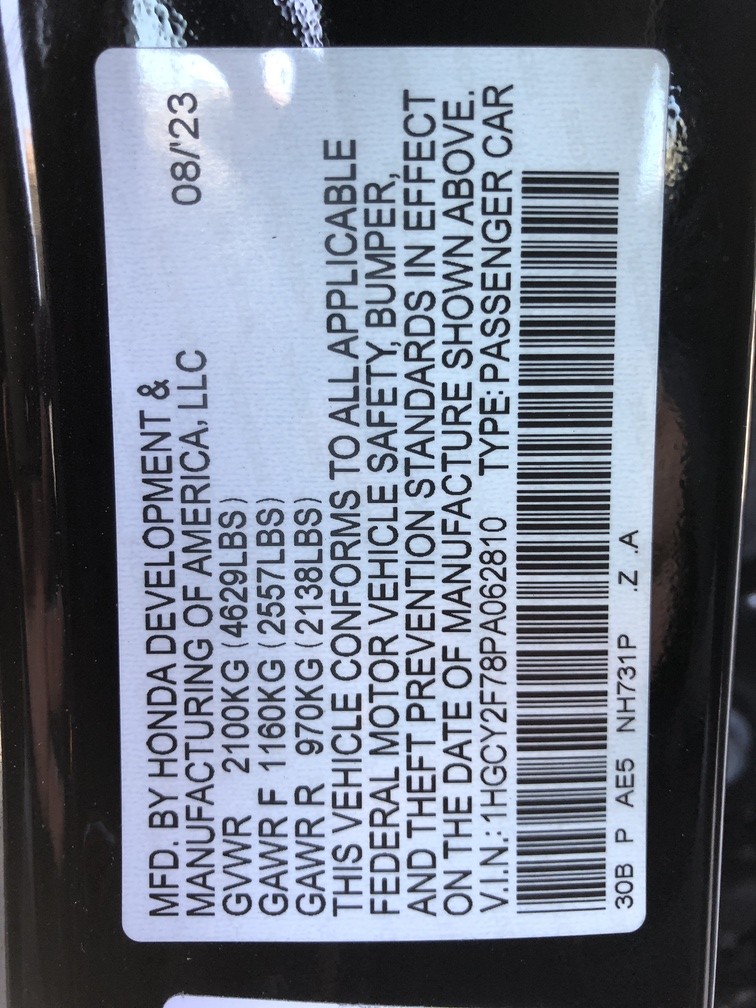 MFD. BY HONDA DEVELOPMENT & 08/'23
MANUFACTURING OF AMERICA, LLC
GVWR 2100KG (4629LBS)
GAWR F 1160KG (2557LBS)
GAWR R 970KG (2138LBS)
THIS VEHICLE CONFORMS TO ALL APPLICABLE
FEDERAL MOTOR VEHICLE SAFETY, BUMPER,
AND THEFT PREVENTION STANDARDS IN EFFECT
ON THE DATE OF MANUFACTURE SHOWN ABOVE.
V.I.N.: 1HGCY2F78PA062810 TYPE: PASSENGER CAR
30B P AE5 NH731P .Z .A